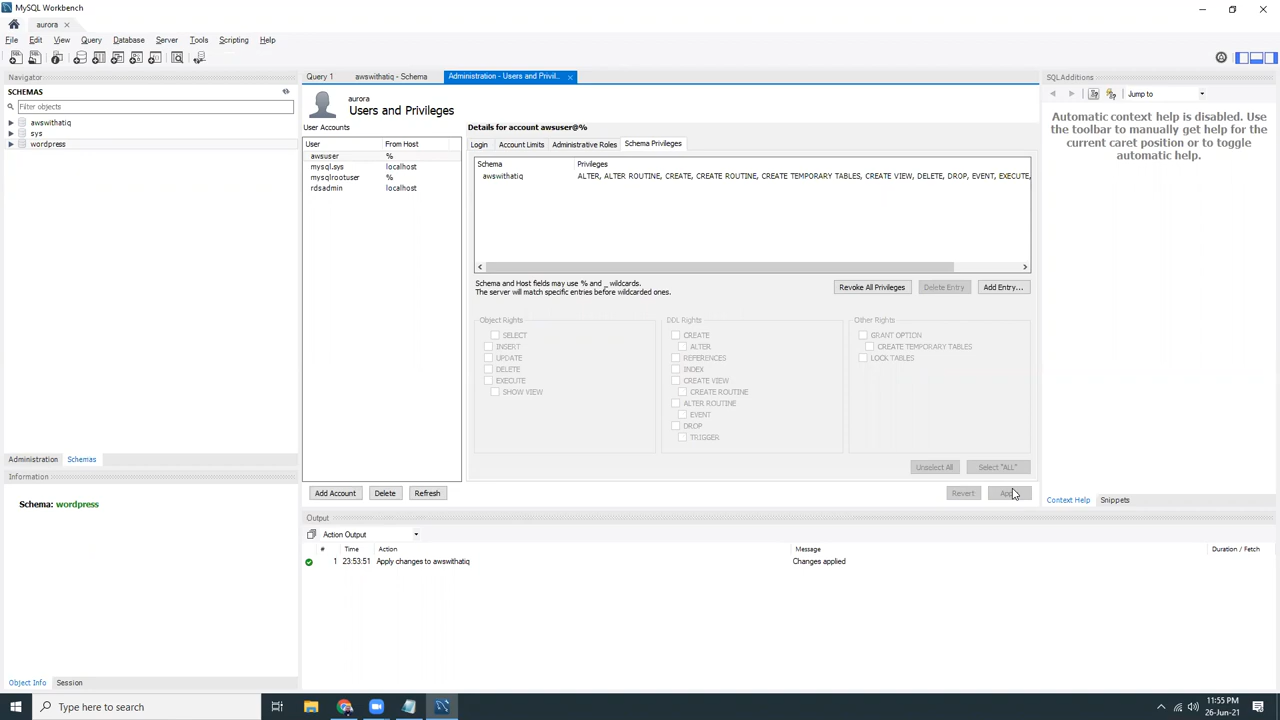 MySQL Workbench
aurora
File Edit View Query Database Server Tools Scripting Help
Navigator
SCHEMAS
Filter objects
awswithatiq
sys
wordpress
Administration Schemas
Information
Schema: wordpress
Object Info Session
Query 1 awswithatiq - Schema Administration - Users and Privil...
aurora
Users and Privileges
User Accounts
User From Host
awsuser %
mysql.sys localhost
mysqlrootuser %
rdsadmin localhost
Add Account Delete Refresh
Details for account awsuser@%
Login Account Limits Administrative Roles Schema Privileges
Schema Privileges
awswithatiq ALTER, ALTER ROUTINE, CREATE, CREATE ROUTINE, CREATE TEMPORARY TABLES, CREATE VIEW, DELETE, DROP, EVENT, EXECUTE,
Schema and Host fields may use % and _ wildcards.
The server will match specific entries before wildcarded ones.
Revoke All Privileges Delete Entry Add Entry...
Object Rights
SELECT
INSERT
UPDATE
DELETE
EXECUTE
SHOW VIEW
DDL Rights
CREATE
ALTER
REFERENCES
INDEX
CREATE VIEW
CREATE ROUTINE
ALTER ROUTINE
EVENT
DROP
TRIGGER
Other Rights
GRANT OPTION
CREATE TEMPORARY TABLES
LOCK TABLES
Unselect All Select "ALL"
Revert
Output
Action Output
# Time Action Message Duration / Fetch
1 23:53:51 Apply changes to awswithatiq Changes applied
SQLAdditions
Jump to
Automatic context help is disabled. Use
the toolbar to manually get help for the
current caret position or to toggle
automatic help.
Context Help Snippets
Type here to search
11:55 PM
26-Jun-21